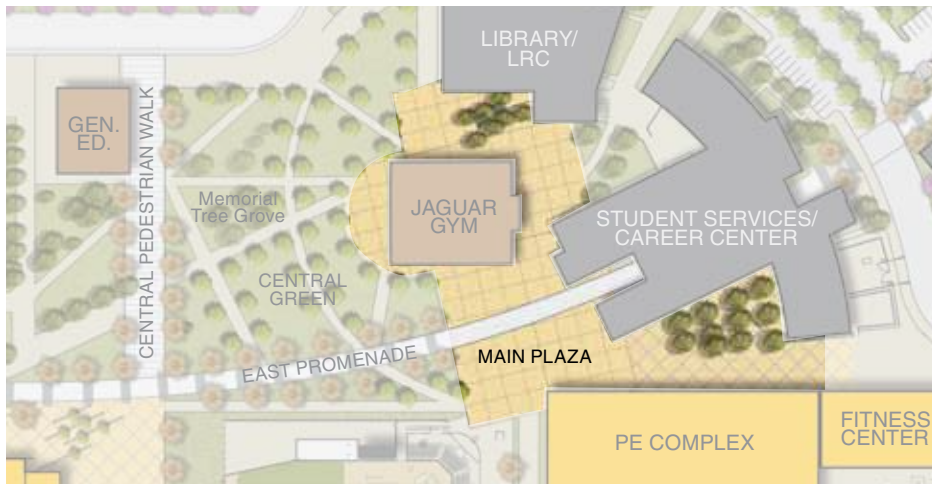 LIBRARY/
LRC
GEN.
ED.
CENTRAL PEDESTRIAN WALK
Memorial
Tree Grove
JAGUAR
GYM
STUDENT SERVICES/
CAREER CENTER
CENTRAL
GREEN
EAST PROMENADE
MAIN PLAZA
PE COMPLEX
FITNESS
CENTER